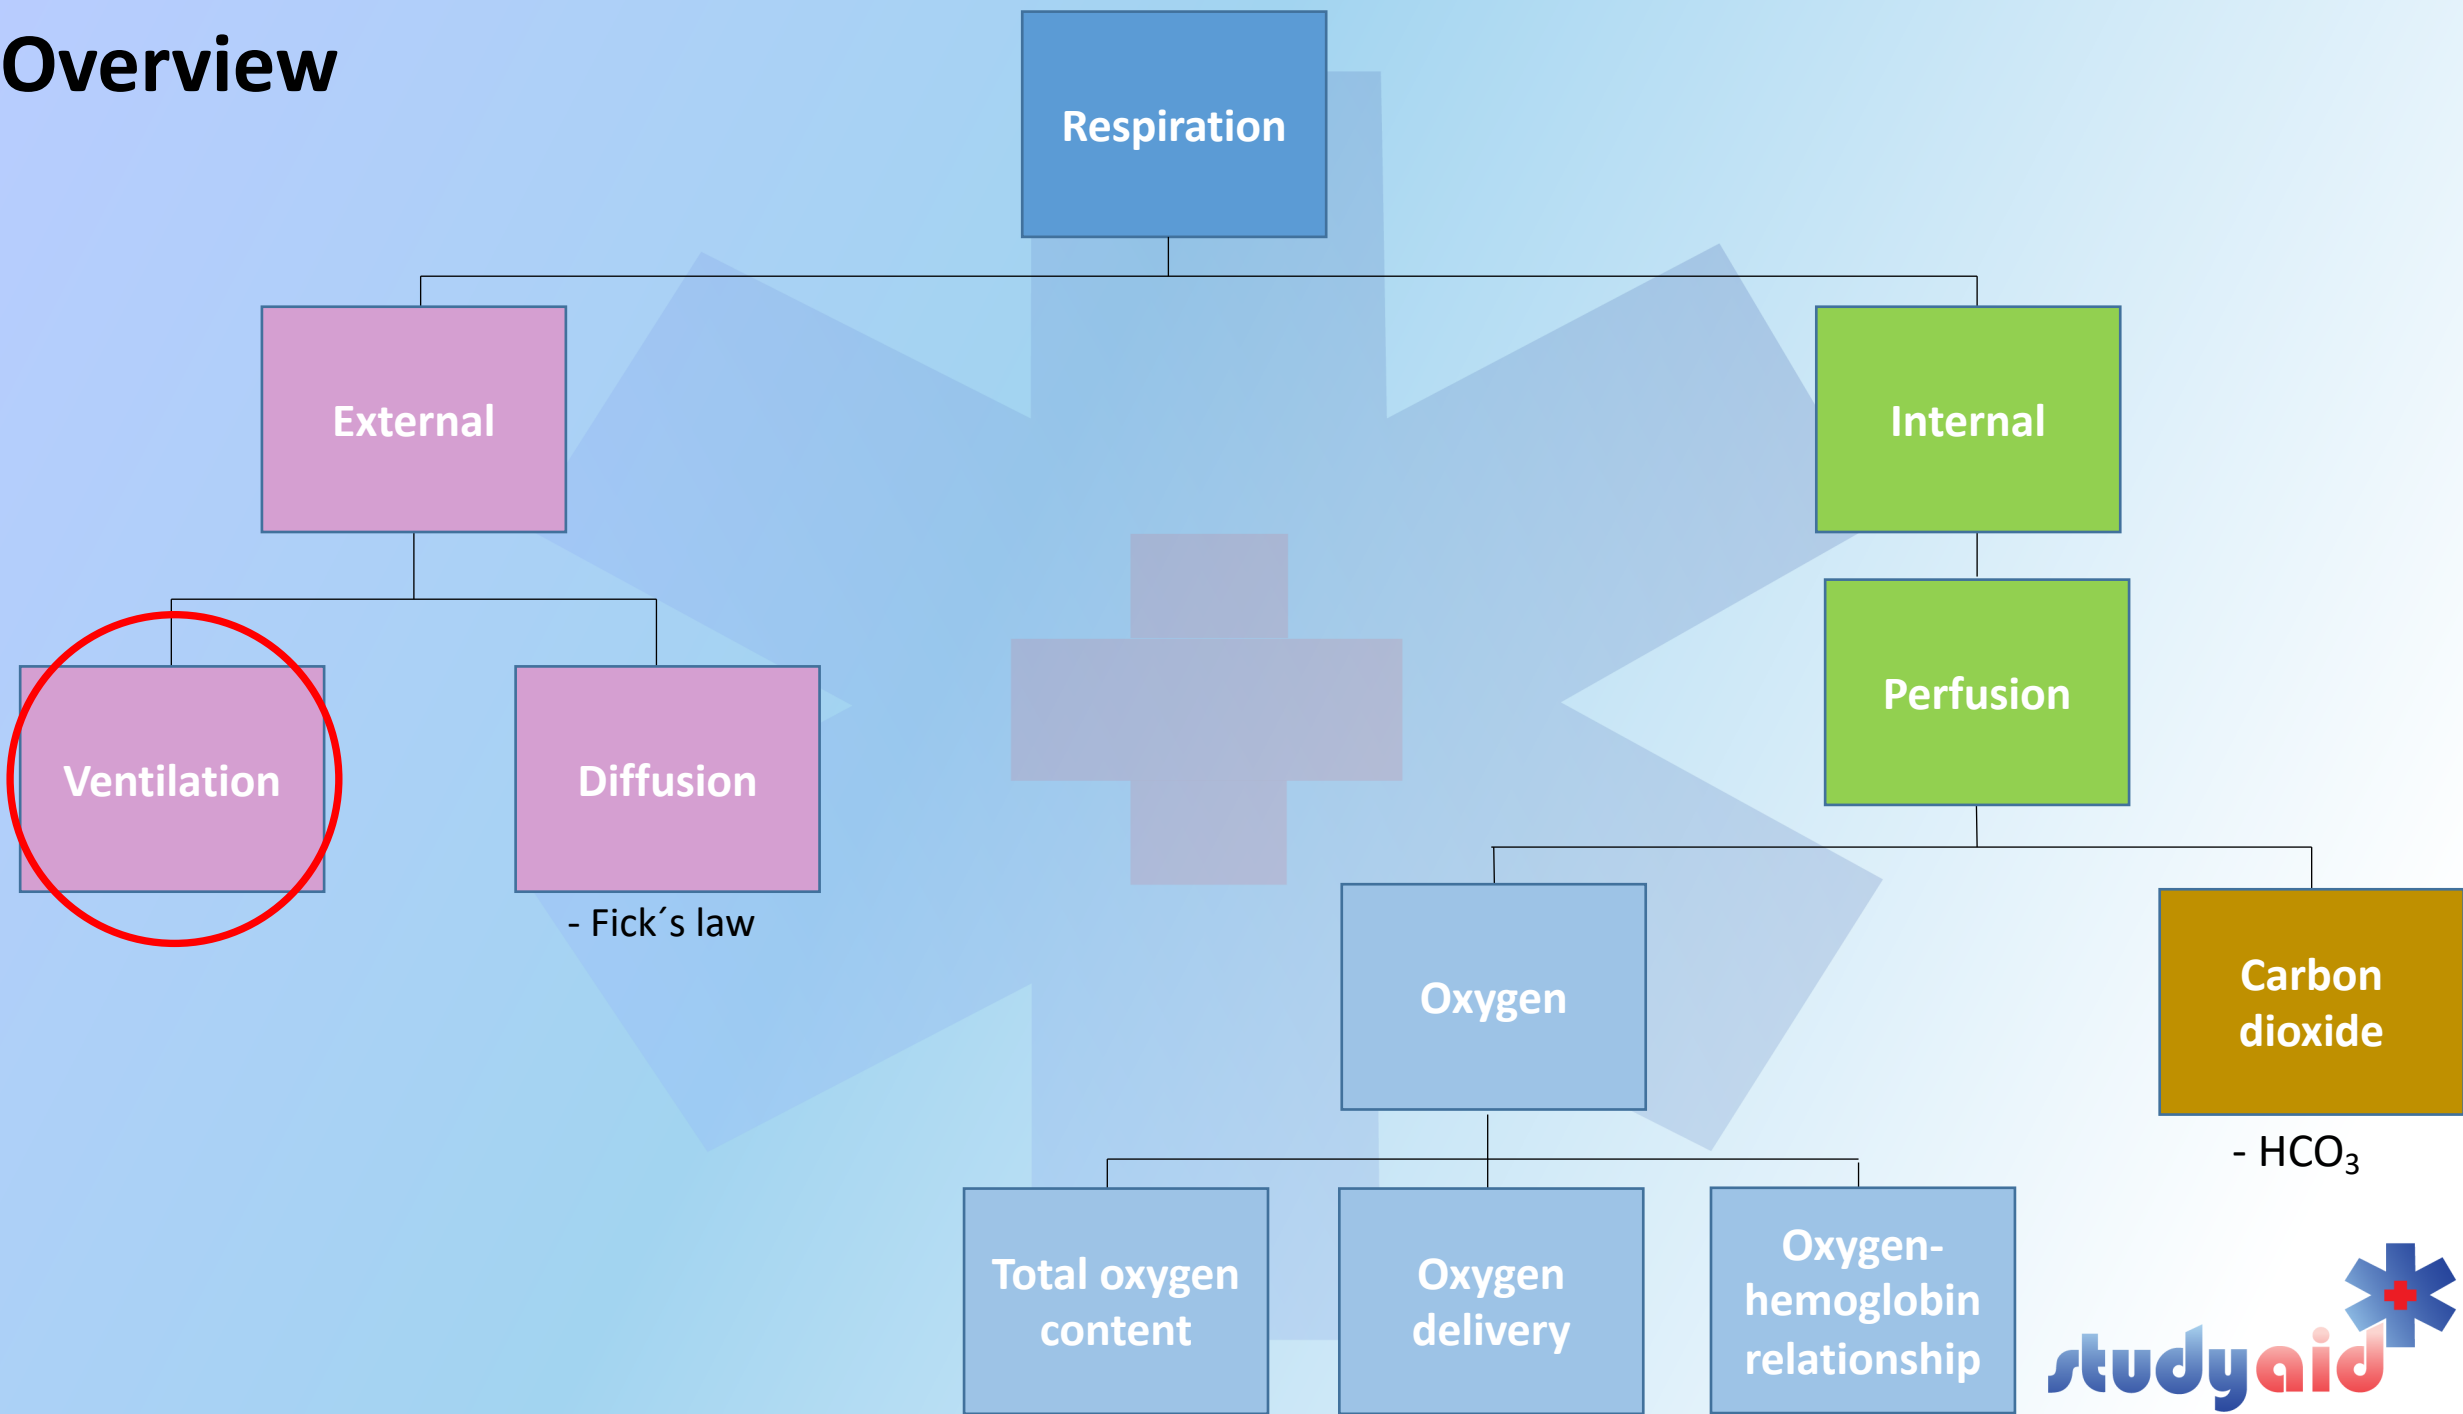 Overview
Respiration
External
Internal
Ventilation
Diffusion
- Fick´s law
Perfusion
Oxygen
Carbon
dioxide
- HCO₃
Total oxygen
content
Oxygen
delivery
Oxygen-
hemoglobin
relationship
studyaid